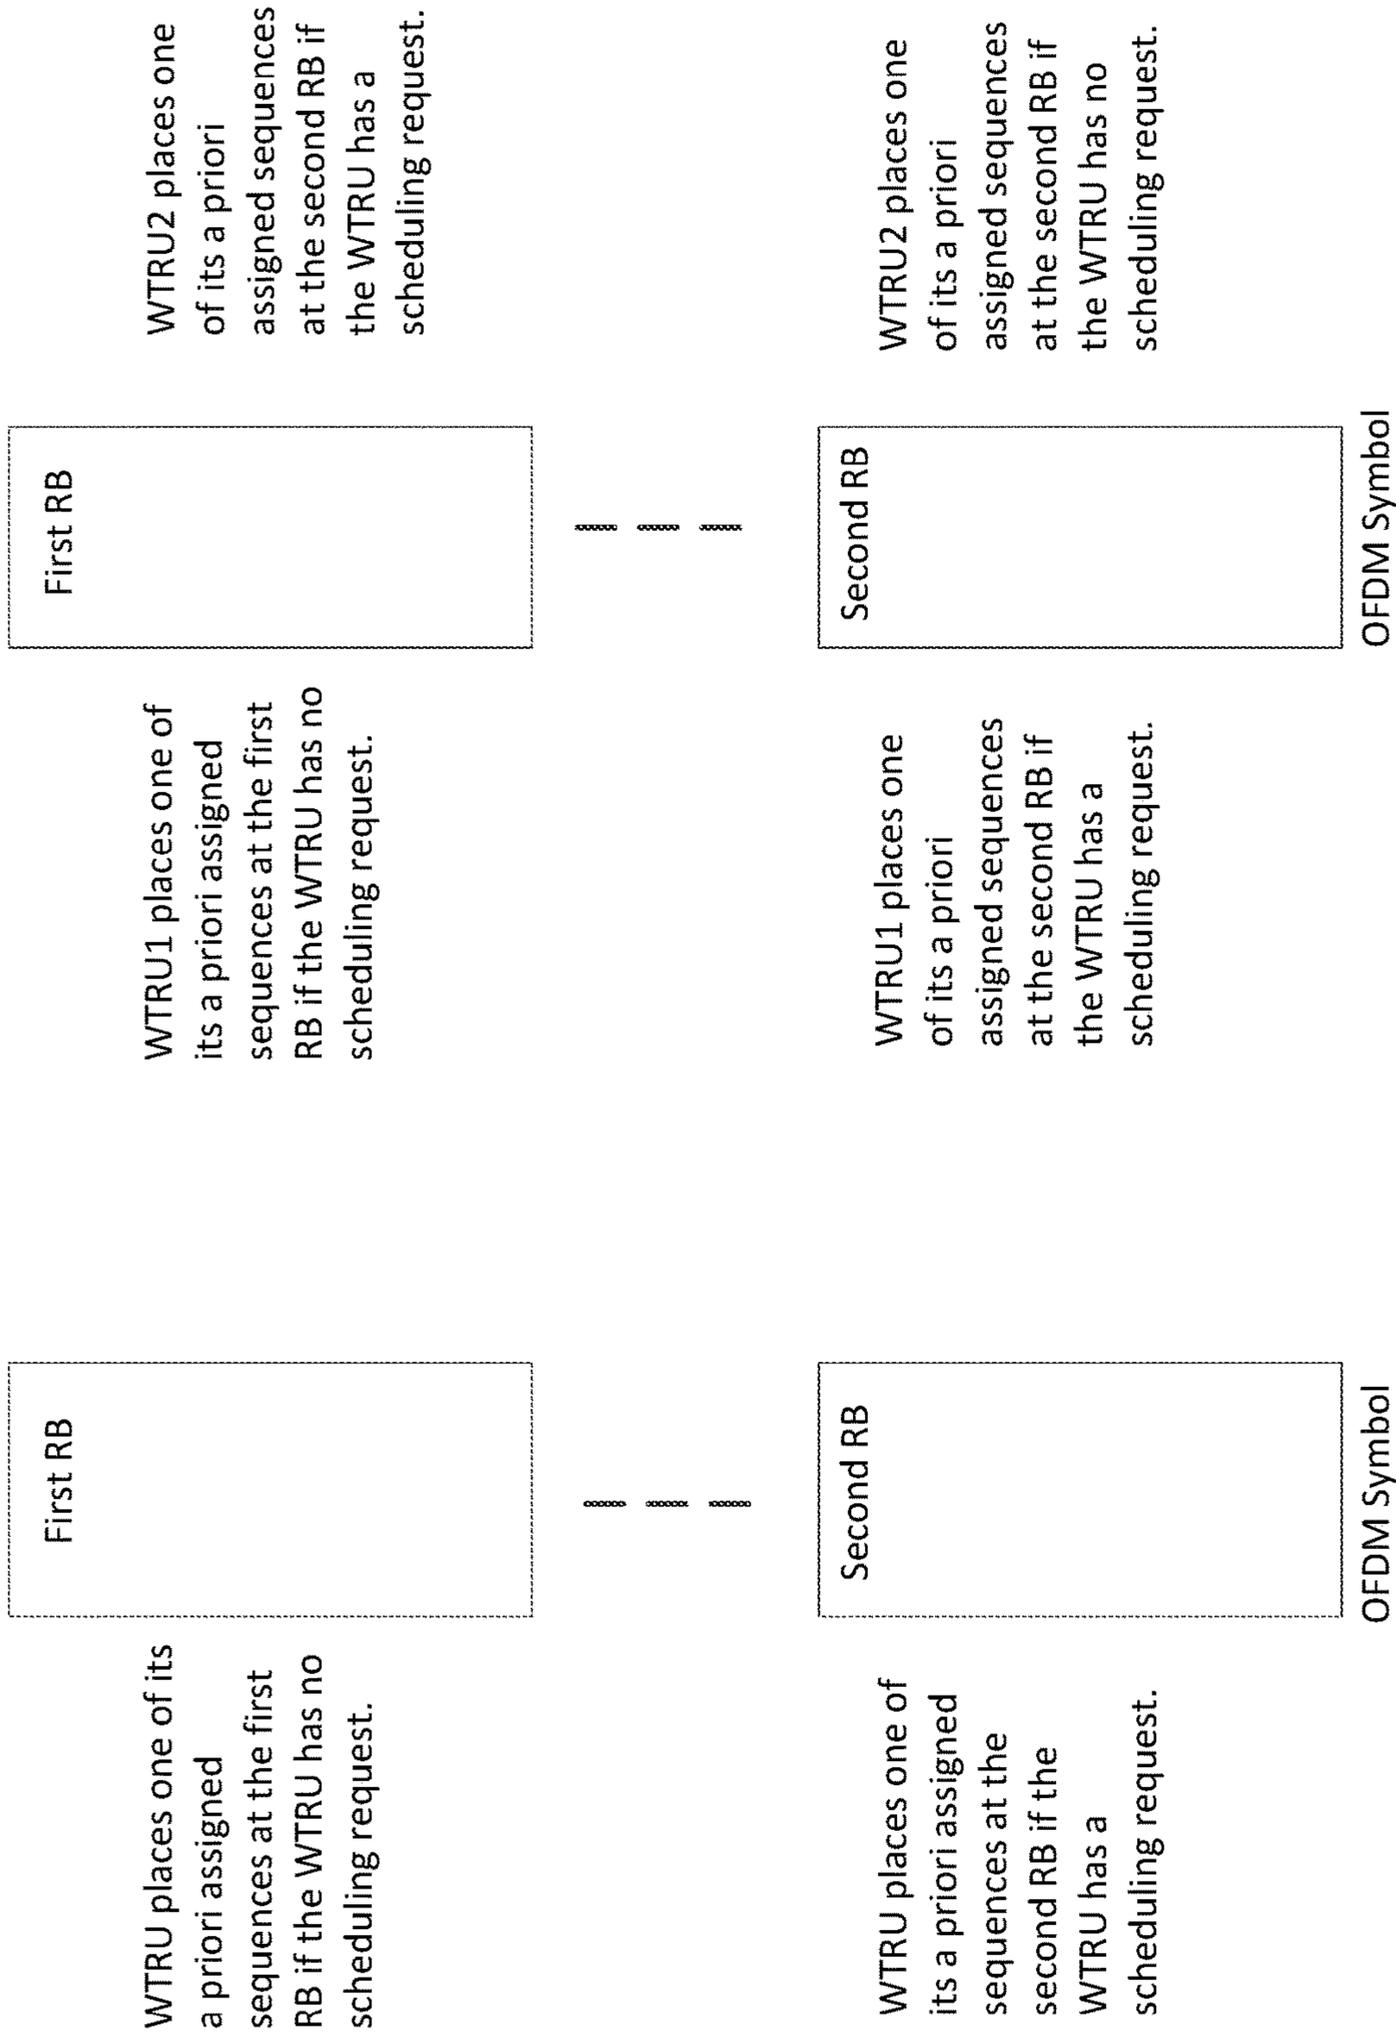 WTRU places one of its
a priori assigned
sequences at the first
RB if the WTRU has no
scheduling request.
First RB
WTRU places one of
its a priori assigned
sequences at the
second RB if the
WTRU has a
scheduling request.
Second RB
OFDM Symbol
WTRU1 places one of
its a priori assigned
sequences at the first
RB if the WTRU has no
scheduling request.
First RB
WTRU2 places one
of its a priori
assigned sequences
at the second RB if
the WTRU has a
scheduling request.
WTRU1 places one
of its a priori
assigned sequences
at the second RB if
the WTRU has a
scheduling request.
Second RB
WTRU2 places one
of its a priori
assigned sequences
at the second RB if
the WTRU has no
scheduling request.
OFDM Symbol